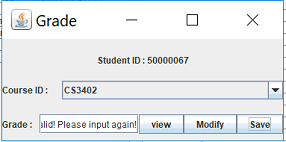 Grade
Student ID : 50000067
Course ID : CS3402
Grade : alid! Please input again! view Modify Save